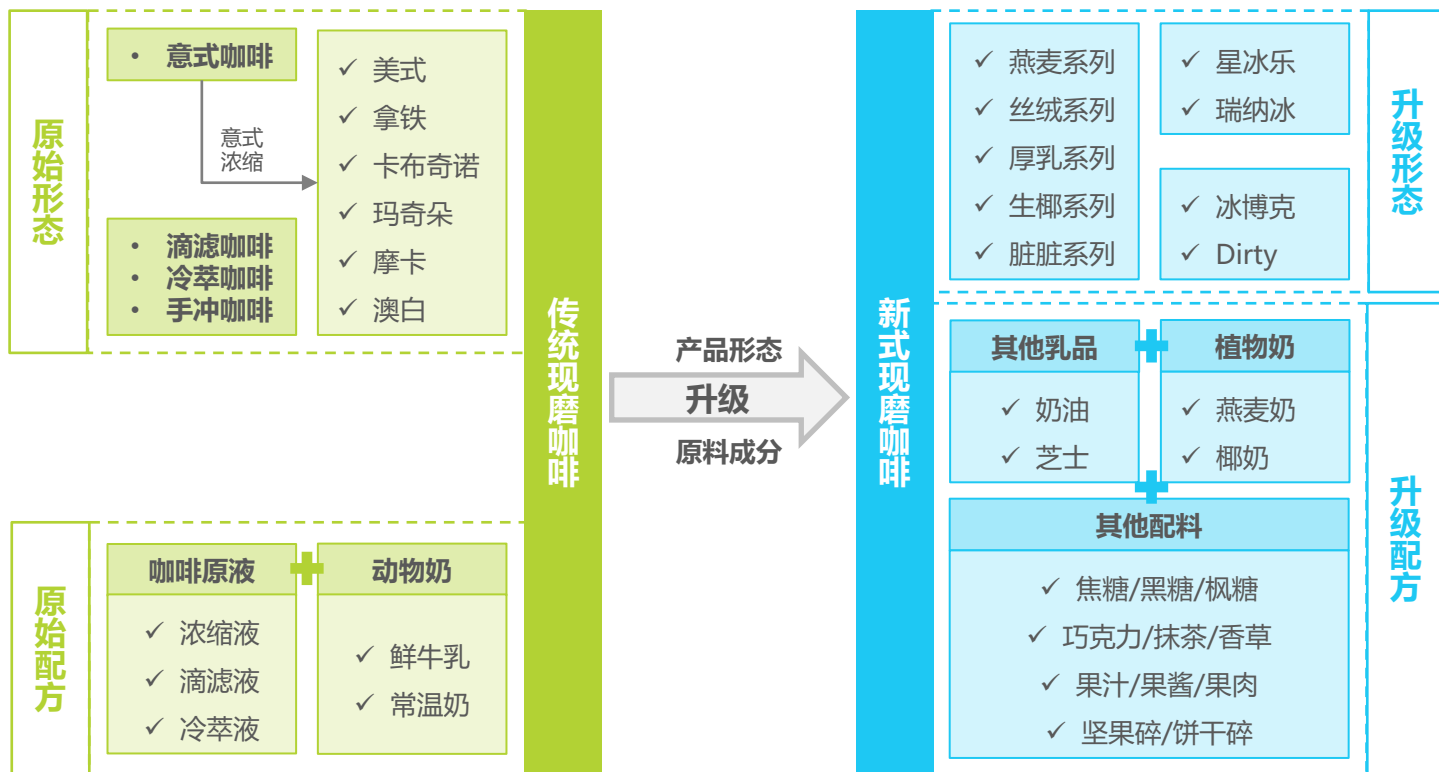 原始形态
• 意式咖啡
意式
浓缩
• 滴滤咖啡
• 冷萃咖啡
• 手冲咖啡
✓ 美式
✓ 拿铁
✓ 卡布奇诺
✓ 玛奇朵
✓ 摩卡
✓ 澳白
原始配方
咖啡原液
✓ 浓缩液
✓ 滴滤液
✓ 冷萃液
动物奶
✓ 鲜牛乳
✓ 常温奶
传统现磨咖啡
产品形态
升级
原料成分
新式现磨咖啡
✓ 燕麦系列
✓ 丝绒系列
✓ 厚乳系列
✓ 生椰系列
✓ 脏脏系列
✓ 星冰乐
✓ 瑞纳冰
✓ 冰博克
✓ Dirty
升级形态
其他乳品
✓ 奶油
✓ 芝士
植物奶
✓ 燕麦奶
✓ 椰奶
其他配料
✓ 焦糖/黑糖/枫糖
✓ 巧克力/抹茶/香草
✓ 果汁/果酱/果肉
✓ 坚果碎/饼干碎
升级配方